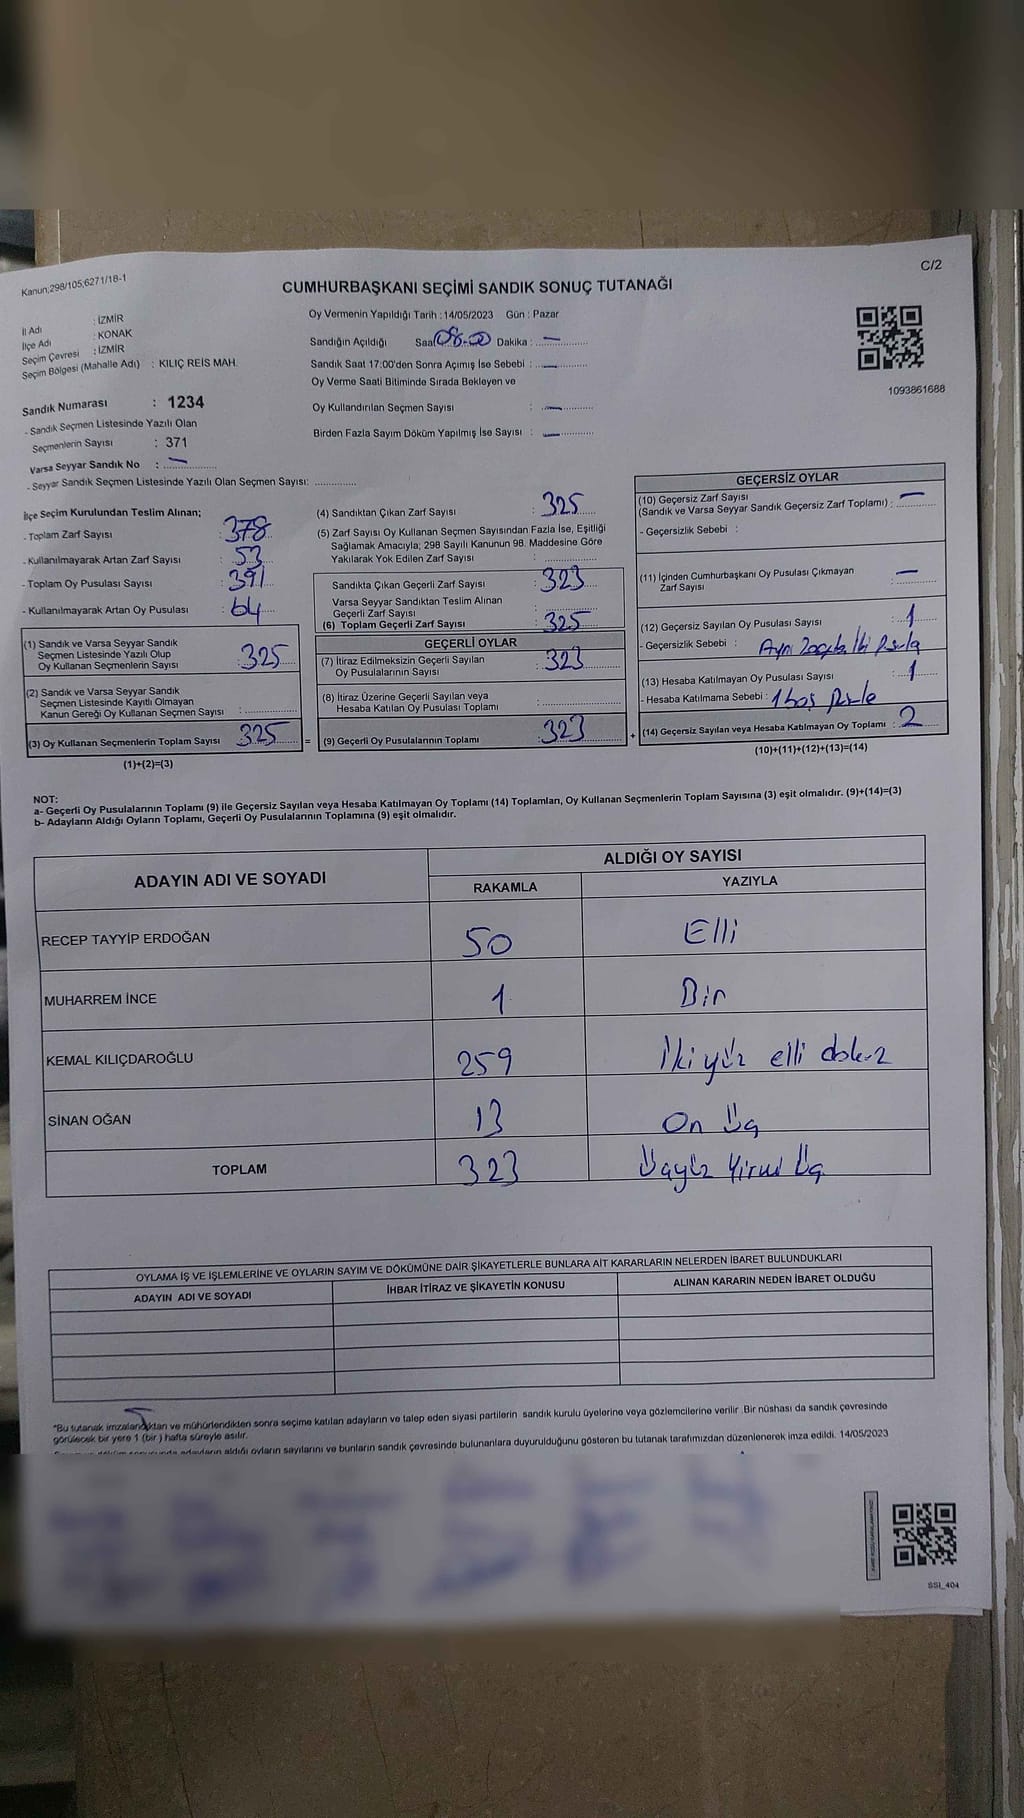 Kanun;298/105;6271/18-1
C/2
CUMHURBAŞKANI SEÇİMİ SANDIK SONUÇ TUTANAĞI
İl Adı : İZMİR
İlçe Adı : KONAK
Seçim Çevresi : İZMİR
Seçim Bölgesi (Mahalle Adı) : KILIÇ REİS MAH.
Sandık Numarası : 1234
- Sandık Seçmen Listesinde Yazılı Olan
Seçmenlerin Sayısı : 371
Varsa Seyyar Sandık No : —
- Seyyar Sandık Seçmen Listesinde Yazılı Olan Seçmen Sayısı:
Oy Vermenin Yapıldığı Tarih : 14/05/2023 Gün : Pazar
Sandığın Açıldığı Saat 08.00 Dakika : —
Sandık Saat 17:00'den Sonra Açımış İse Sebebi : —
Oy Verme Saati Bitiminde Sırada Bekleyen ve
Oy Kullandırılan Seçmen Sayısı : —
Birden Fazla Sayım Döküm Yapılmış İse Sayısı : —
1093861688
İlçe Seçim Kurulundan Teslim Alınan;
- Toplam Zarf Sayısı : 378
- Kullanılmayarak Artan Zarf Sayısı : 53
- Toplam Oy Pusulası Sayısı : 391
- Kullanılmayarak Artan Oy Pusulası : 64
(1) Sandık ve Varsa Seyyar Sandık
Seçmen Listesinde Yazılı Olup
Oy Kullanan Seçmenlerin Sayısı : 325
(2) Sandık ve Varsa Seyyar Sandık
Seçmen Listesinde Kayıtlı Olmayan
Kanun Gereği Oy Kullanan Seçmen Sayısı :
(3) Oy Kullanan Seçmenlerin Toplam Sayısı 325 =
(1)+(2)=(3)
(4) Sandıktan Çıkan Zarf Sayısı : 325
(5) Zarf Sayısı Oy Kullanan Seçmen Sayısından Fazla İse, Eşitliği
Sağlamak Amacıyla; 298 Sayılı Kanunun 98. Maddesine Göre
Yakılarak Yok Edilen Zarf Sayısı :
Sandıkta Çıkan Geçerli Zarf Sayısı : 323
Varsa Seyyar Sandıktan Teslim Alınan
Geçerli Zarf Sayısı :
(6) Toplam Geçerli Zarf Sayısı : 325
GEÇERLİ OYLAR
(7) İtiraz Edilmeksizin Geçerli Sayılan
Oy Pusulalarının Sayısı : 323
(8) İtiraz Üzerine Geçerli Sayılan veya
Hesaba Katılan Oy Pusulası Toplamı :
(9) Geçerli Oy Pusulalarının Toplamı : 323 +
GEÇERSİZ OYLAR
(10) Geçersiz Zarf Sayısı
(Sandık ve Varsa Seyyar Sandık Geçersiz Zarf Toplamı) : —
- Geçersizlik Sebebi :
(11) İçinden Cumhurbaşkanı Oy Pusulası Çıkmayan
Zarf Sayısı : —
(12) Geçersiz Sayılan Oy Pusulası Sayısı : 1
- Geçersizlik Sebebi : Aynı İki
(13) Hesaba Katılmayan Oy Pusulası Sayısı : 1
- Hesaba Katılmama Sebebi : 1 boş
(14) Geçersiz Sayılan veya Hesaba Katılmayan Oy Toplamı : 2
(10)+(11)+(12)+(13)=(14)
NOT:
a- Geçerli Oy Pusulalarının Toplamı (9) ile Geçersiz Sayılan veya Hesaba Katılmayan Oy Toplamı (14) Toplamları, Oy Kullanan Seçmenlerin Toplam Sayısına (3) eşit olmalıdır. (9)+(14)=(3)
b- Adayların Aldığı Oyların Toplamı, Geçerli Oy Pusulalarının Toplamına (9) eşit olmalıdır.
ADAYIN ADI VE SOYADI
ALDIĞI OY SAYISI
RAKAMLA YAZIYLA
RECEP TAYYİP ERDOĞAN 50 Elli
MUHARREM İNCE 1 Bir
KEMAL KILIÇDAROĞLU 259 İkiyüz elli dokuz
SİNAN OĞAN 13 On Üç
TOPLAM 323 Üçyüz Yirmi Üç
OYLAMA İŞ VE İŞLEMLERİNE VE OYLARIN SAYIM VE DÖKÜMÜNE DAİR ŞİKAYETLERLE BUNLARA AİT KARARLARIN NELERDEN İBARET BULUNDUKLARI
ADAYIN ADI VE SOYADI İHBAR İTİRAZ VE ŞİKAYETİN KONUSU ALINAN KARARIN NEDEN İBARET OLDUĞU
*Bu tutanak imzalandıktan ve mühürlendikten sonra seçime katılan adayların ve talep eden siyasi partilerin sandık kurulu üyelerine veya gözlemcilerine verilir .Bir nüshası da sandık çevresinde
görülecek bir yere 1 (bir ) hafta süreyle asılır.
adayların aldığı oyların sayılarını ve bunların sandık çevresinde bulunanlara duyurulduğunu gösteren bu tutanak tarafımızdan düzenlenerek imza edildi. 14/05/2023
SSI_404